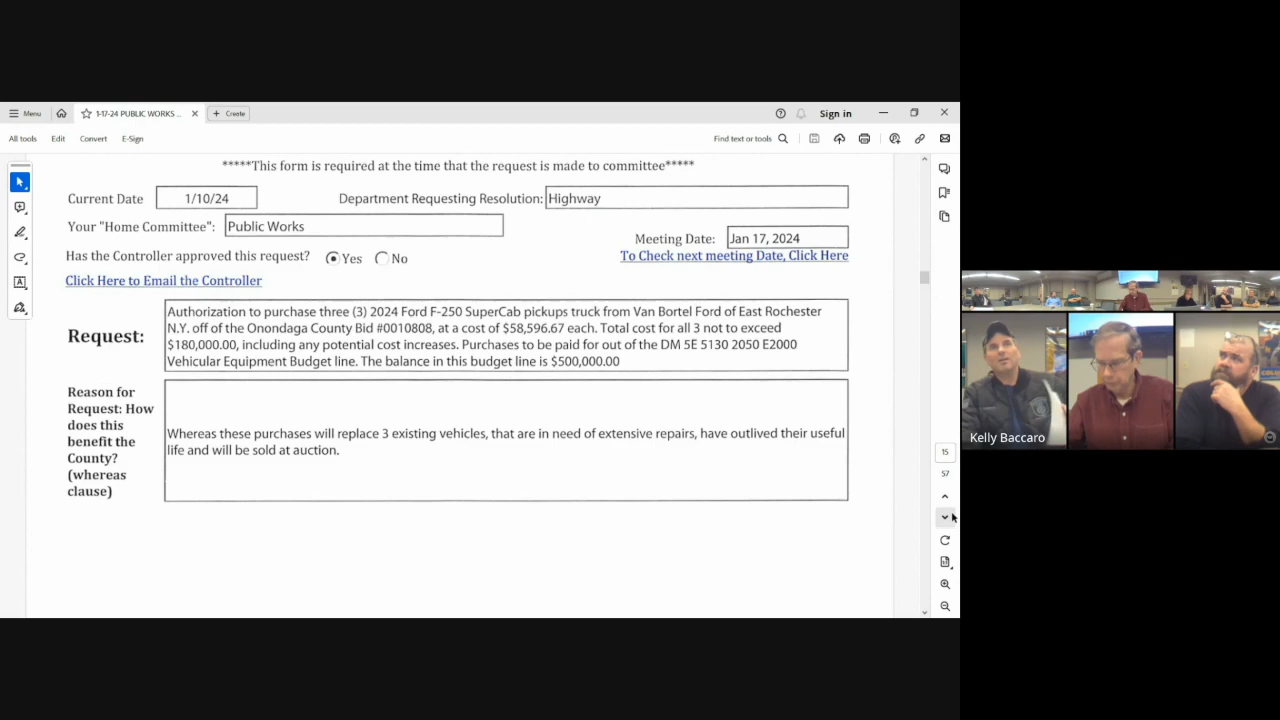 Menu
1-17-24 PUBLIC WORKS ...
Create
Sign in
All tools
Edit
Convert
E-Sign
Find text or tools
*****This form is required at the time that the request is made to committee*****
Current Date
1/10/24
Department Requesting Resolution:
Highway
Your "Home Committee":
Public Works
Meeting Date:
Jan 17, 2024
Has the Controller approved this request?
Yes
No
To Check next meeting Date, Click Here
Click Here to Email the Controller
Request:
Authorization to purchase three (3) 2024 Ford F-250 SuperCab pickups truck from Van Bortel Ford of East Rochester
N.Y. off of the Onondaga County Bid #0010808, at a cost of $58,596.67 each. Total cost for all 3 not to exceed
$180,000.00, including any potential cost increases. Purchases to be paid for out of the DM 5E 5130 2050 E2000
Vehicular Equipment Budget line. The balance in this budget line is $500,000.00
Reason for
Request: How
does this
benefit the
County?
(whereas
clause)
Whereas these purchases will replace 3 existing vehicles, that are in need of extensive repairs, have outlived their useful
life and will be sold at auction.
15
57
Kelly Baccaro